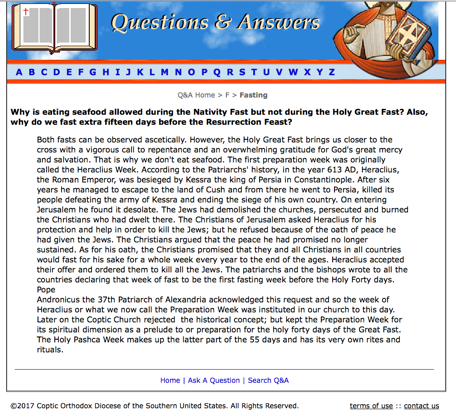 Questions & Answers
A B C D E F G H I J K L M N O P Q R S T U V W X Y Z
Q&A Home > F > Fasting
Why is eating seafood allowed during the Nativity Fast but not during the Holy Great Fast? Also,
why do we fast extra fifteen days before the Resurrection Feast?
Both fasts can be observed ascetically. However, the Holy Great Fast brings us closer to the
cross with a vigorous call to repentance and an overwhelming gratitude for God's great mercy
and salvation. That is why we don't eat seafood. The first preparation week was originally
called the Heraclius Week. According to the Patriarchs' history, in the year 613 AD, Heraclius,
the Roman Emperor, was besieged by Kessra the king of Persia in Constantinople. After six
years he managed to escape to the land of Cush and from there he went to Persia, killed its
people defeating the army of Kessra and ending the siege of his own country. On entering
Jerusalem he found it desolate. The Jews had demolished the churches, persecuted and burned
the Christians who had dwelt there. The Christians of Jerusalem asked Heraclius for his
protection and help in order to kill the Jews; but he refused because of the oath of peace he
had given the Jews. The Christians argued that the peace he had promised no longer
sustained. As for his oath, the Christians promised that they and all Christians in all countries
would fast for his sake for a whole week every year to the end of the ages. Heraclius accepted
their offer and ordered them to kill all the Jews. The patriarchs and the bishops wrote to all the
countries declaring that week of fast to be the first fasting week before the Holy Forty days.
Pope
Andronicus the 37th Patriarch of Alexandria acknowledged this request and so the week of
Heraclius or what we now call the Preparation Week was instituted in our church to this day.
Later on the Coptic Church rejected the historical concept; but kept the Preparation Week for
its spiritual dimension as a prelude to or preparation for the holy forty days of the Great Fast.
The Holy Pascha Week makes up the latter part of the 55 days and has its very own rites and
rituals.
Home | Ask A Question | Search Q&A
©2017 Coptic Orthodox Diocese of the Southern United States. All Rights Reserved.
terms of use :: contact us